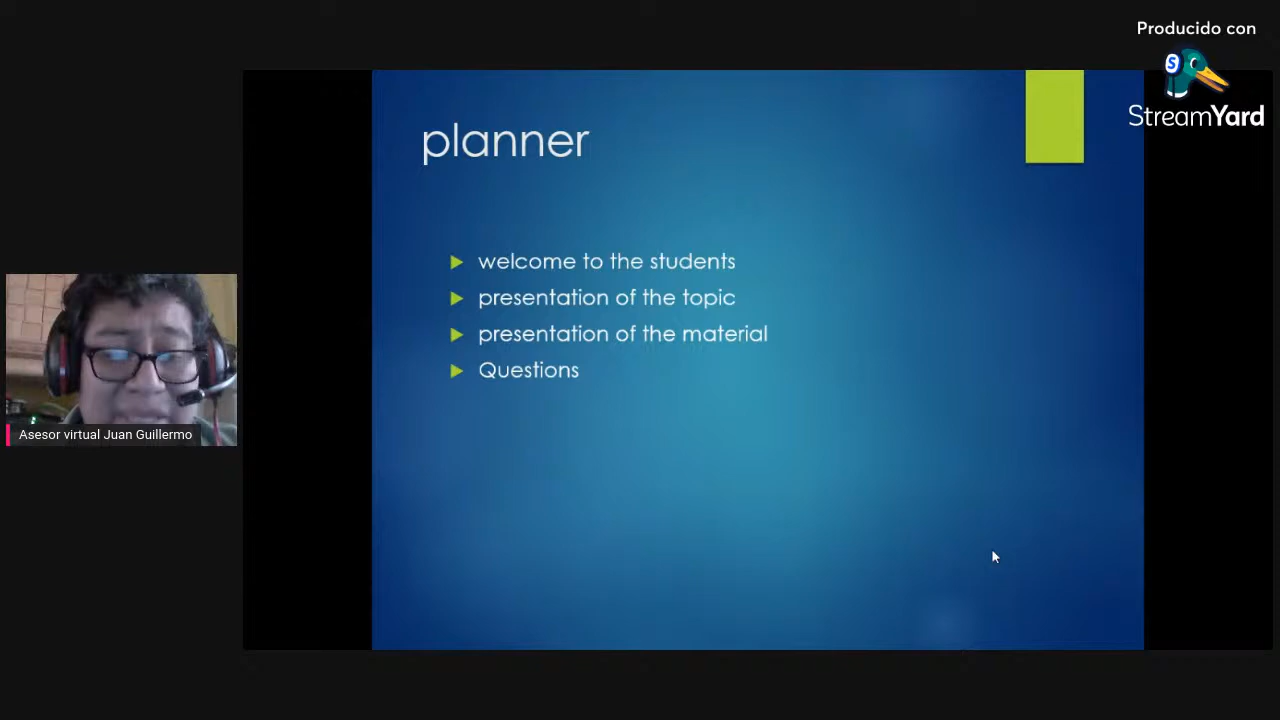 Producido con
StreamYard
planner
welcome to the students
presentation of the topic
presentation of the material
Questions
Asesor virtual Juan Guillermo